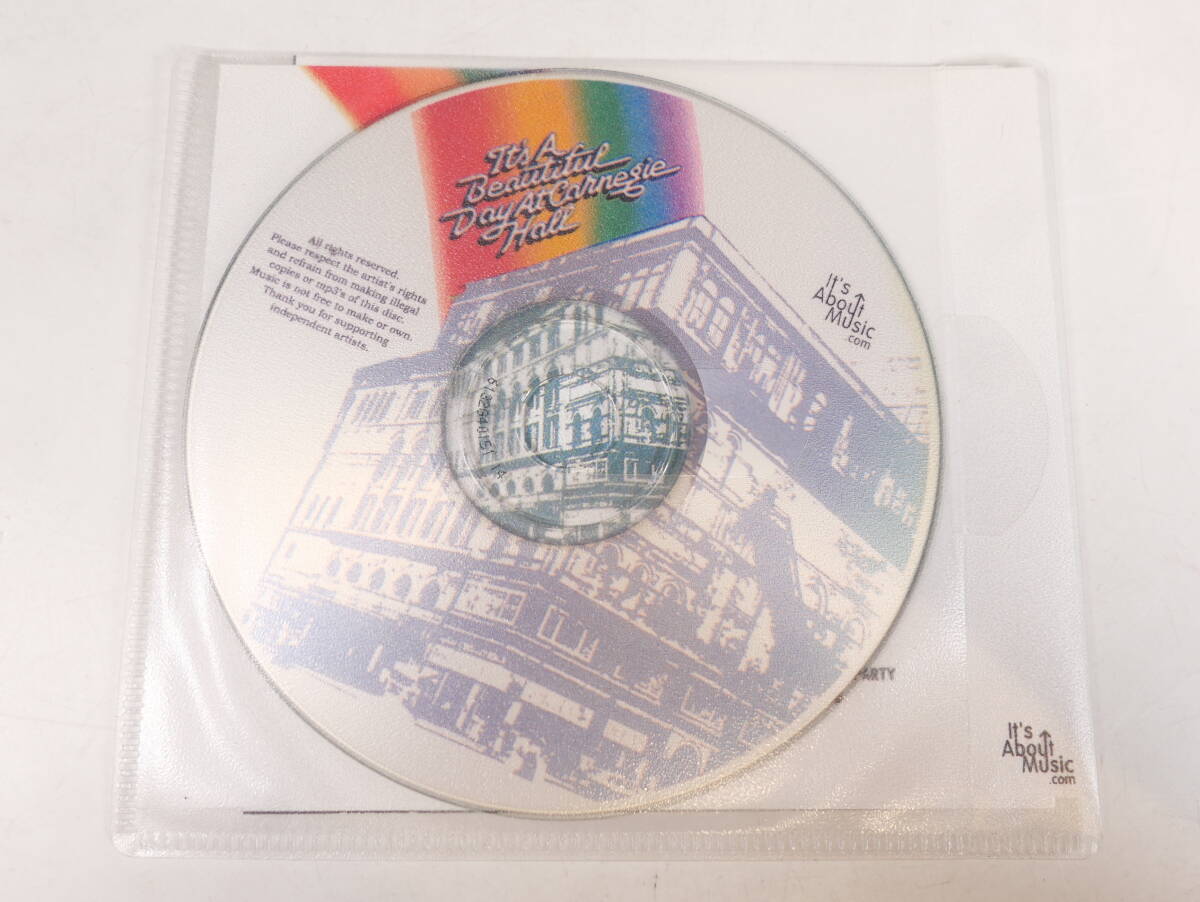 It's A
Beautiful
Day At Carnegie
Hall
All rights reserved.
Please respect the artist's rights
and refrain from making illegal
copies or mp3's of this disc.
Music is not free to make or own.
Thank you for supporting
independent artists.
It's
About
Music
.com
PARTY
It's
About
Music
.com